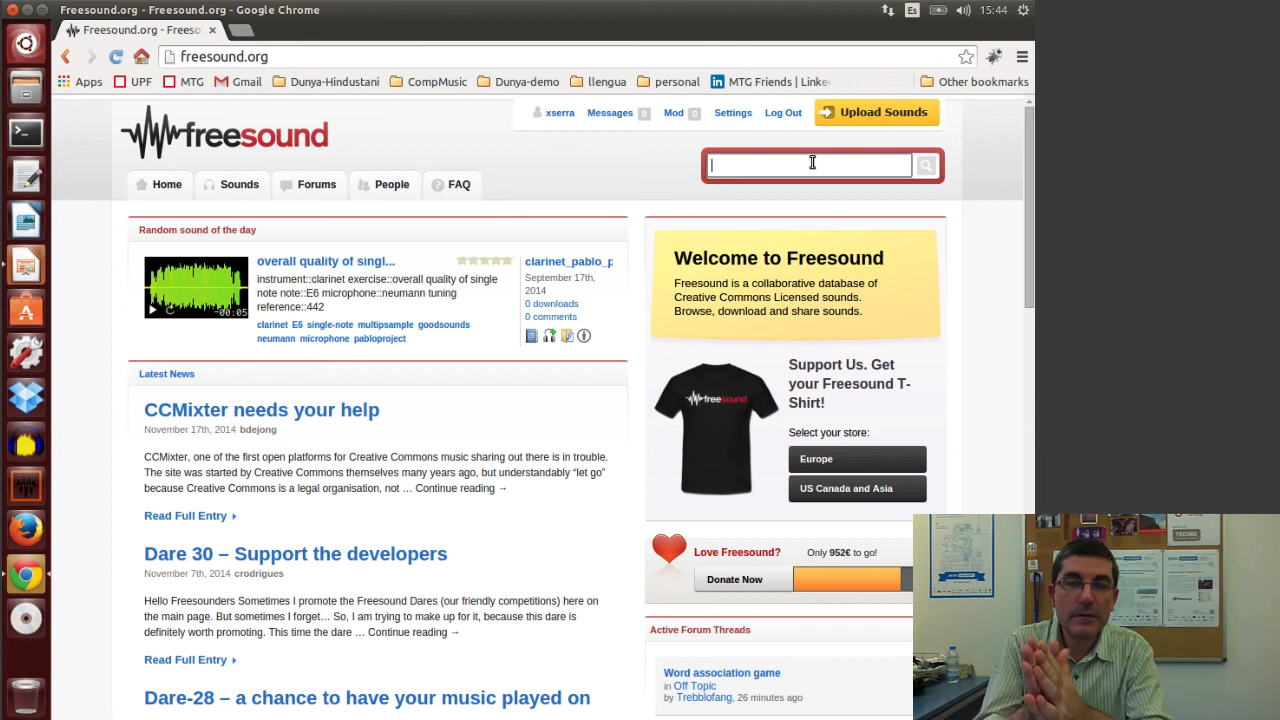 Freesound.org - Freesound.org - Google Chrome
Es
15:44
Freesound.org - Freeso
freesound.org
Apps UPF MTG Gmail Dunya-Hindustani CompMusic Dunya-demo llengua personal MTG Friends | Linke Other bookmarks
xserra Messages 0 Mod 0 Settings Log Out Upload Sounds
freesound
Home Sounds Forums People FAQ
Random sound of the day
overall quality of singl...
instrument::clarinet exercise::overall quality of single
note note::E6 microphone::neumann tuning
reference::442
clarinet E6 single-note multipsample goodsounds
neumann microphone pabloproject
-00:05
clarinet_pablo_p
September 17th,
2014
0 downloads
0 comments
Latest News
CCMixter needs your help
November 17th, 2014 bdejong
CCMixter, one of the first open platforms for Creative Commons music sharing out there is in trouble.
The site was started by Creative Commons themselves many years ago, but understandably “let go”
because Creative Commons is a legal organisation, not … Continue reading →
Read Full Entry
Dare 30 – Support the developers
November 7th, 2014 crodrigues
Hello Freesounders Sometimes I promote the Freesound Dares (our friendly competitions) here on
the main page. But sometimes I forget… So, I am trying to make up for it, because this dare is
definitely worth promoting. This time the dare … Continue reading →
Read Full Entry
Dare-28 – a chance to have your music played on
Welcome to Freesound
Freesound is a collaborative database of
Creative Commons Licensed sounds.
Browse, download and share sounds.
freesound
Support Us. Get
your Freesound T-
Shirt!
Select your store:
Europe
US Canada and Asia
Love Freesound? Only 952€ to go!
Donate Now
Active Forum Threads
Word association game
in Off Topic
by Trebblofang, 26 minutes ago
TECNIO